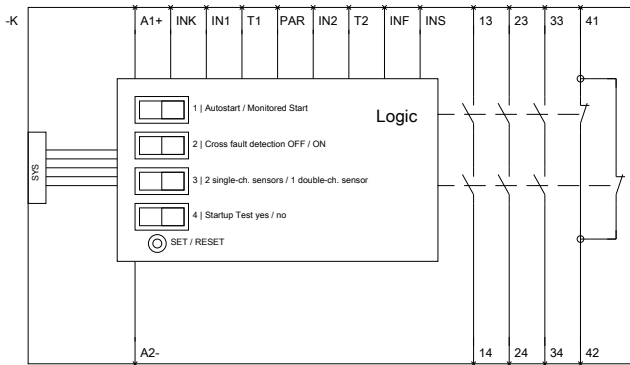 -K A1+ INK IN1 T1 PAR IN2 T2 INF INS 13 23 33 41
1 | Autostart / Monitored Start
Logic
2 | Cross fault detection OFF / ON
SYS
3 | 2 single-ch. sensors / 1 double-ch. sensor
4 | Startup Test yes / no
SET / RESET
A2- 14 24 34 42